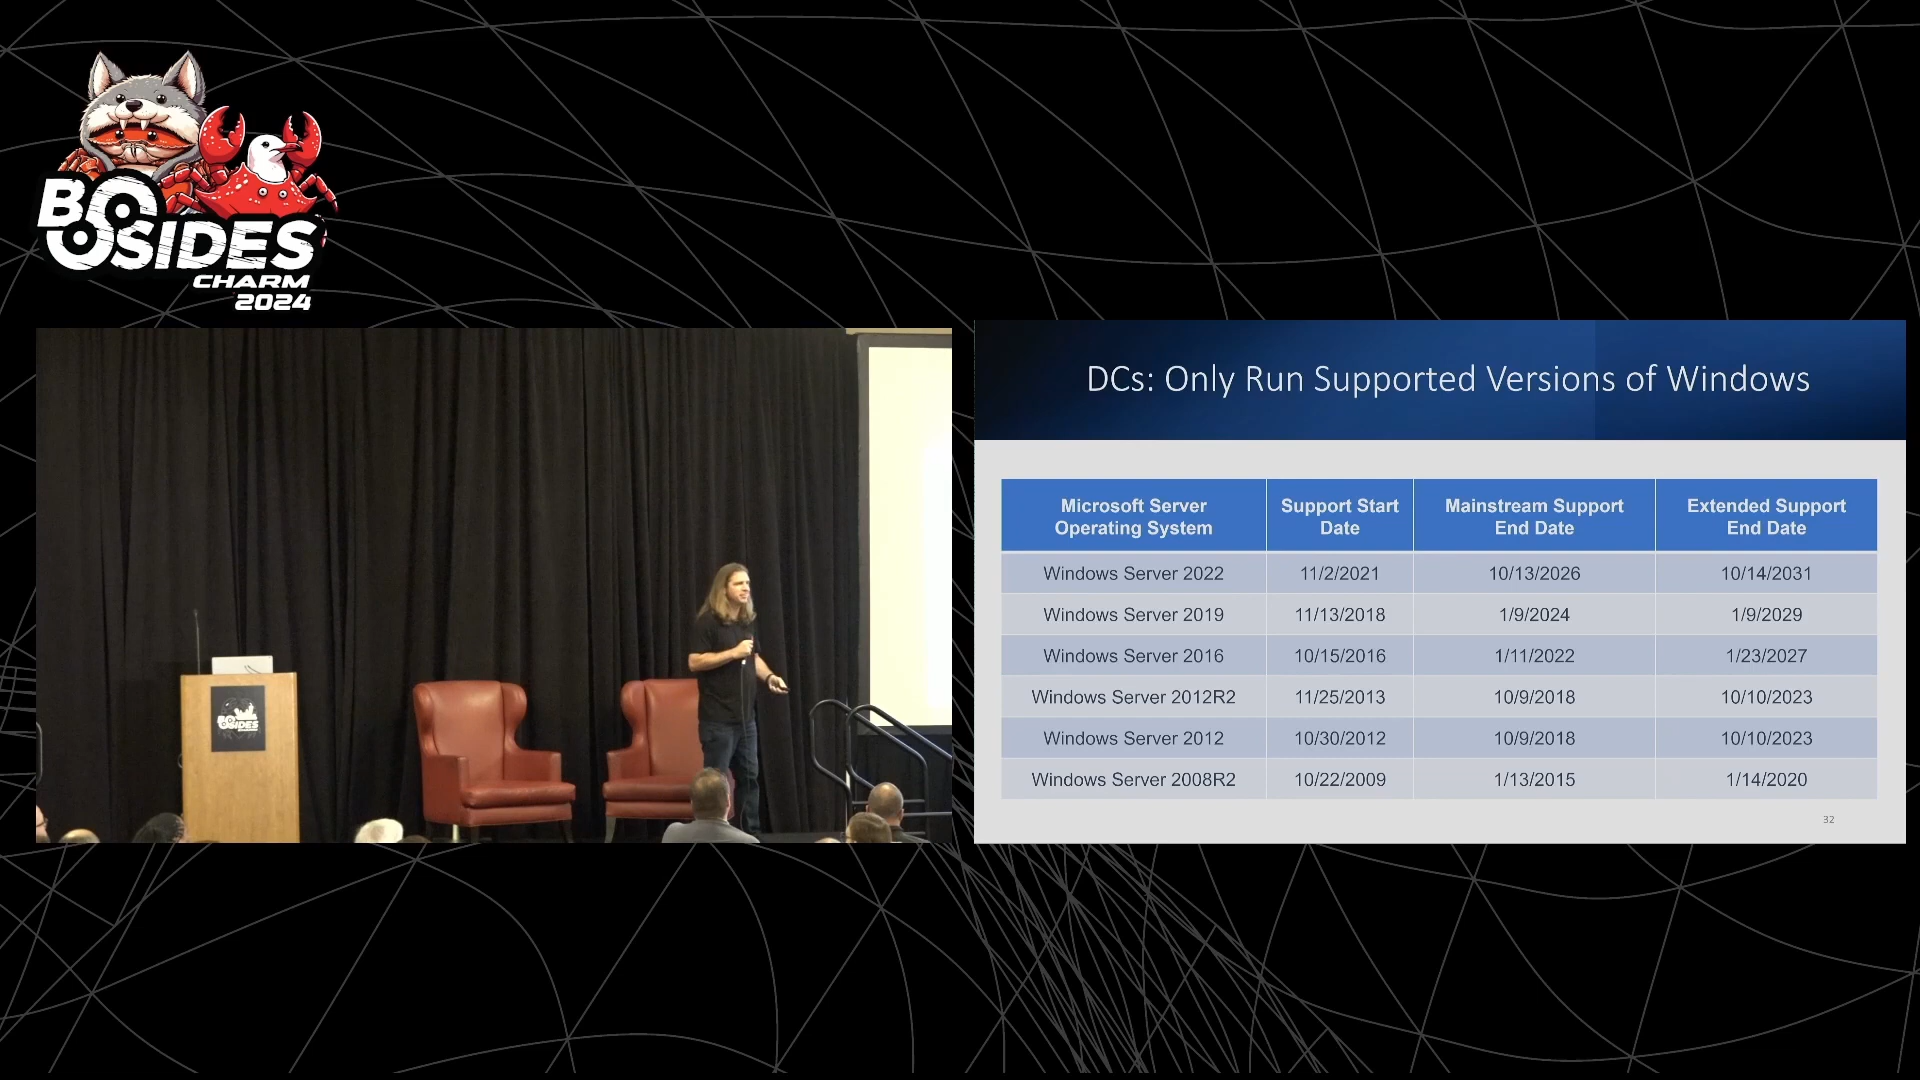 BSIDES
CHARM
2024
BSIDES
DCs: Only Run Supported Versions of Windows
Microsoft Server Operating System Support Start Date Mainstream Support End Date Extended Support End Date
Windows Server 2022 11/2/2021 10/13/2026 10/14/2031
Windows Server 2019 11/13/2018 1/9/2024 1/9/2029
Windows Server 2016 10/15/2016 1/11/2022 1/23/2027
Windows Server 2012R2 11/25/2013 10/9/2018 10/10/2023
Windows Server 2012 10/30/2012 10/9/2018 10/10/2023
Windows Server 2008R2 10/22/2009 1/13/2015 1/14/2020
32